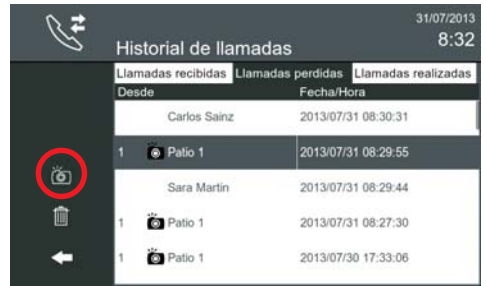 31/07/2013
8:32
Historial de llamadas
Llamadas recibidas Llamadas perdidas Llamadas realizadas
Desde Fecha/Hora
Carlos Sainz 2013/07/31 08:30:31
1 Patio 1 2013/07/31 08:29:55
Sara Martin 2013/07/31 08:29:44
1 Patio 1 2013/07/31 08:27:30
1 Patio 1 2013/07/30 17:33:06